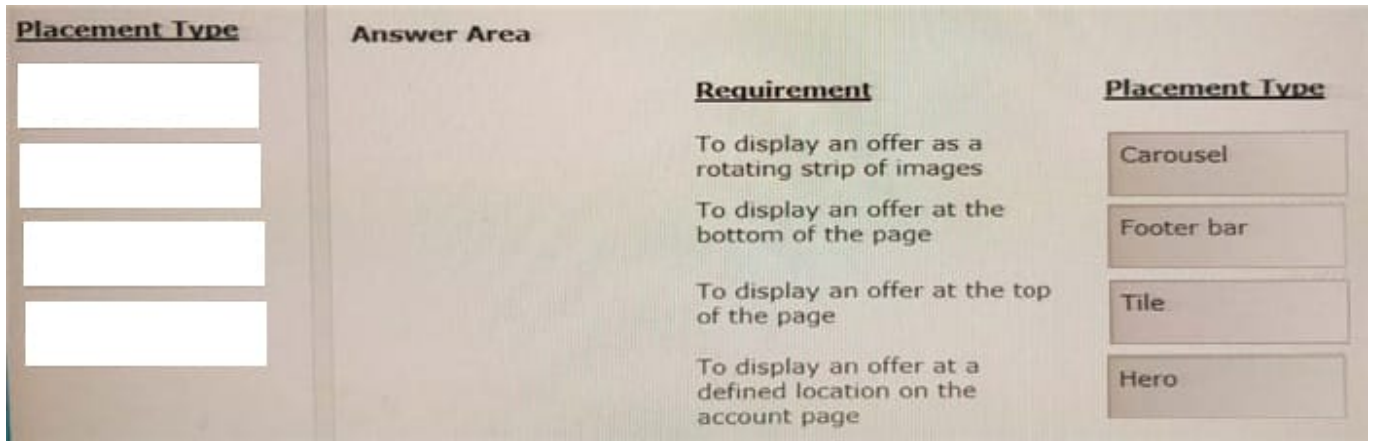 Placement Type
Answer Area
Requirement
Placement Type
To display an offer as a
rotating strip of images
Carousel
To display an offer at the
bottom of the page
Footer bar
To display an offer at the top
of the page
Tile
To display an offer at a
defined location on the
account page
Hero